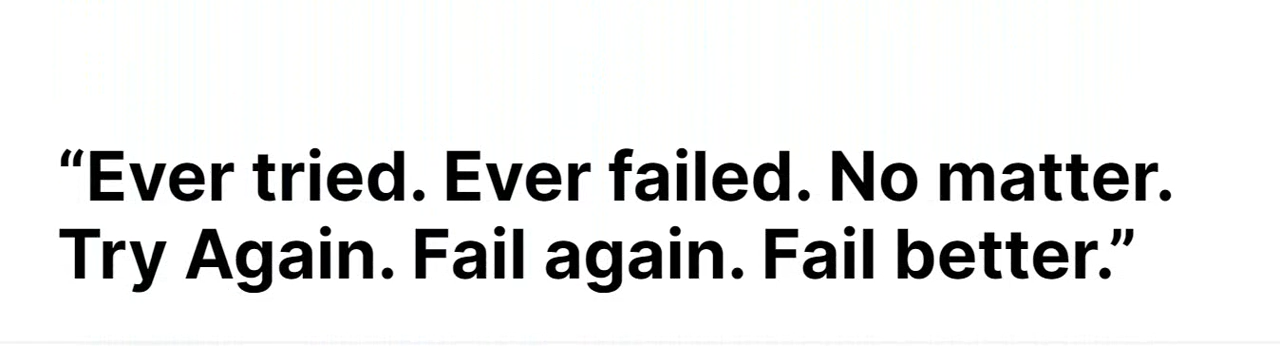 “Ever tried. Ever failed. No matter.
Try Again. Fail again. Fail better.”